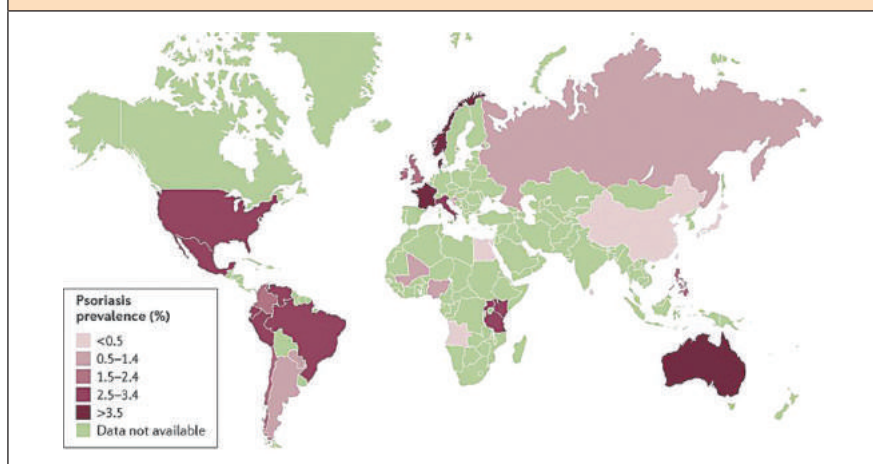 Psoriasis
prevalence (%)
<0.5
0.5–1.4
1.5–2.4
2.5–3.4
>3.5
Data not available